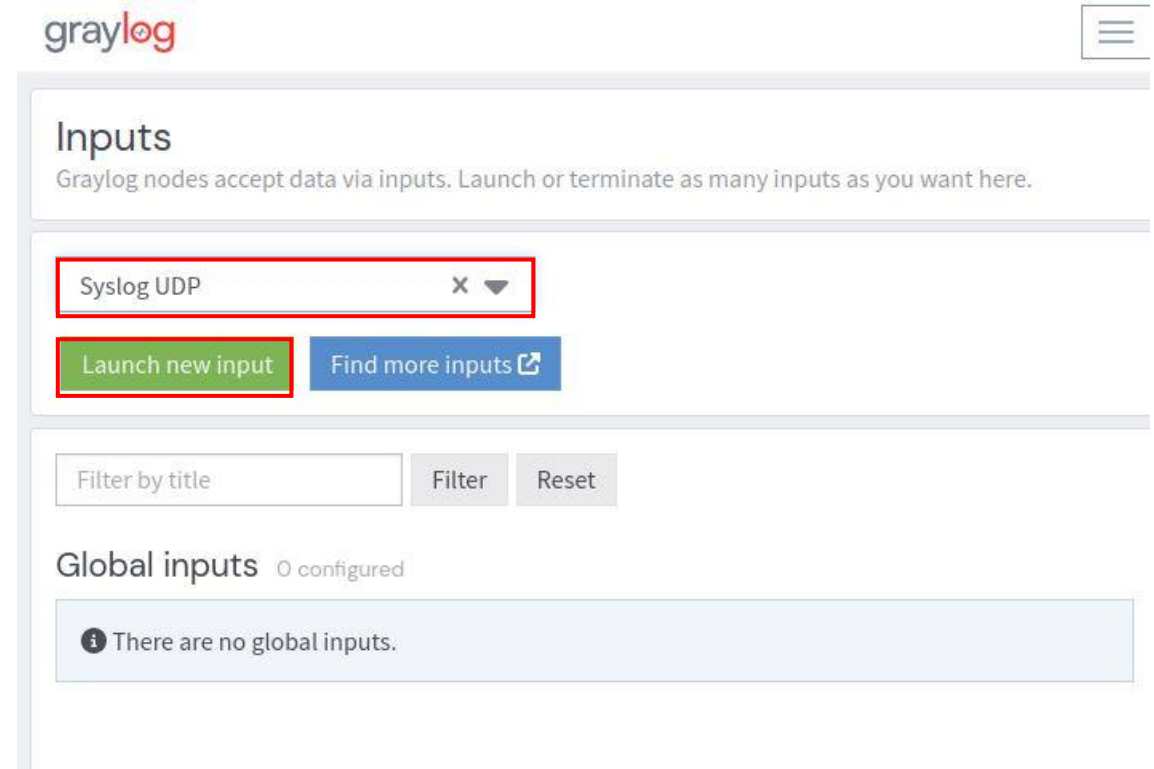 graylog
Inputs
Graylog nodes accept data via inputs. Launch or terminate as many inputs as you want here.
Syslog UDP
Launch new input Find more inputs
Filter by title Filter Reset
Global inputs 0 configured
There are no global inputs.